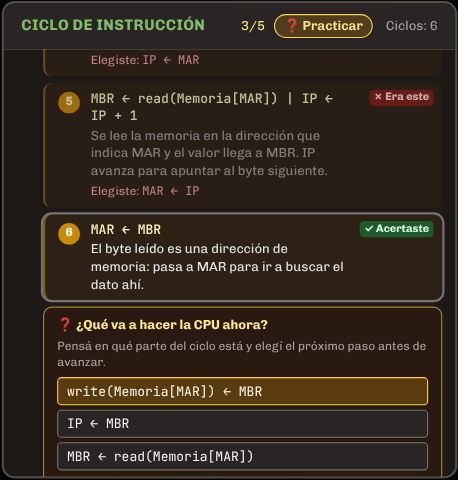 CICLO DE INSTRUCCIÓN
3/5
❓ Practicar
Ciclos: 6
Elegiste: IP ← MAR
5
MBR ← read(Memoria[MAR]) | IP ←
IP + 1
× Era este
Se lee la memoria en la dirección que
indica MAR y el valor llega a MBR. IP
avanza para apuntar al byte siguiente.
Elegiste: MAR ← IP
6
MAR ← MBR
✓ Acertaste
El byte leído es una dirección de
memoria: pasa a MAR para ir a buscar el
dato ahí.
❓ ¿Qué va a hacer la CPU ahora?
Pensá en qué parte del ciclo está y elegí el próximo paso antes de
avanzar.
write(Memoria[MAR]) ← MBR
IP ← MBR
MBR ← read(Memoria[MAR])